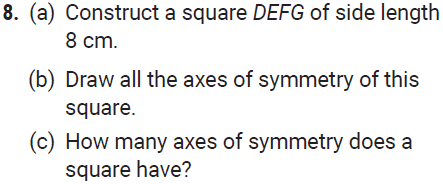 8. (a) Construct a square DEFG of side length
8 cm.
(b) Draw all the axes of symmetry of this
square.
(c) How many axes of symmetry does a
square have?